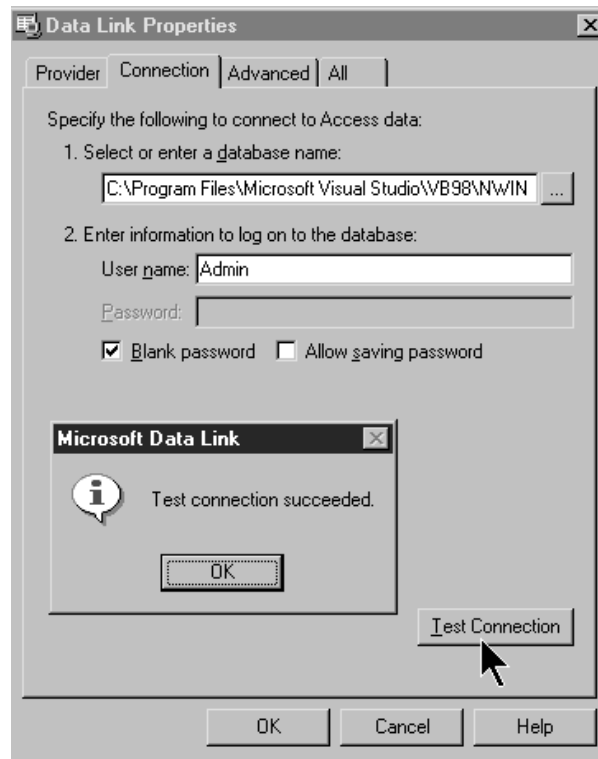 Data Link Properties
Provider Connection Advanced All
Specify the following to connect to Access data:
1. Select or enter a database name:
C:\Program Files\Microsoft Visual Studio\VB98\NWIN ...
2. Enter information to log on to the database:
User name: Admin
Password:
Blank password Allow saving password
Microsoft Data Link
Test connection succeeded.
OK
Test Connection
OK Cancel Help